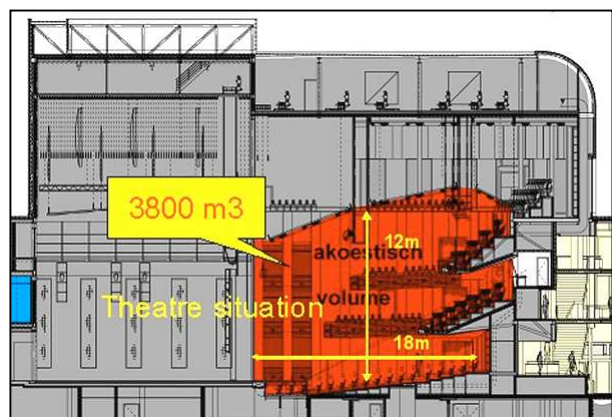 3800 m3
12m
akoestisch
Theatre situation
volume
18m